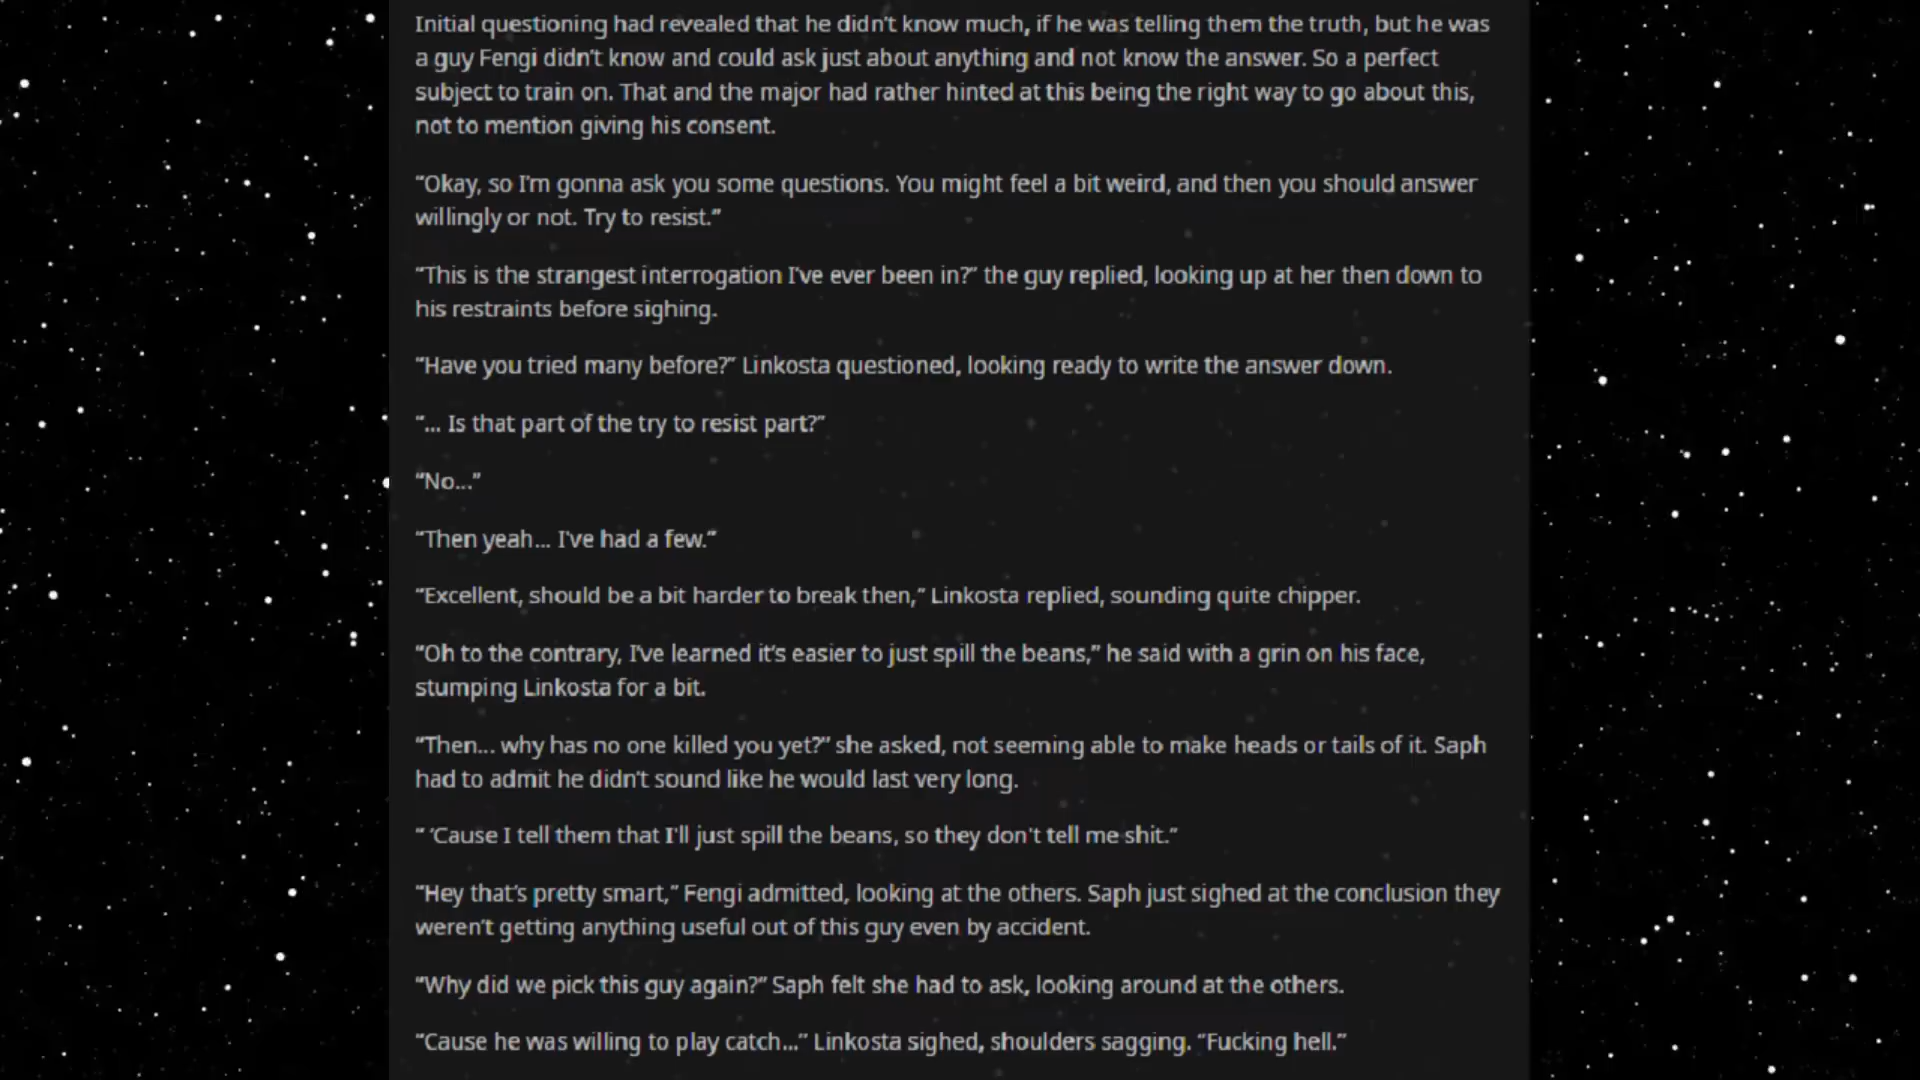 Initial questioning had revealed that he didn't know much, if he was telling them the truth, but he was
a guy Fengi didn't know and could ask just about anything and not know the answer. So a perfect
subject to train on. That and the major had rather hinted at this being the right way to go about this,
not to mention giving his consent.
“Okay, so I'm gonna ask you some questions. You might feel a bit weird, and then you should answer
willingly or not. Try to resist.”
“This is the strangest interrogation I've ever been in?” the guy replied, looking up at her then down to
his restraints before sighing.
“Have you tried many before?” Linkosta questioned, looking ready to write the answer down.
“... Is that part of the try to resist part?”
“No...”
“Then yeah... I've had a few.”
“Excellent, should be a bit harder to break then,” Linkosta replied, sounding quite chipper.
“Oh to the contrary, I've learned it's easier to just spill the beans,” he said with a grin on his face,
stumping Linkosta for a bit.
“Then... why has no one killed you yet?” she asked, not seeming able to make heads or tails of it. Saph
had to admit he didn't sound like he would last very long.
“ 'Cause I tell them that I'll just spill the beans, so they don't tell me shit.”
“Hey that's pretty smart,” Fengi admitted, looking at the others. Saph just sighed at the conclusion they
weren't getting anything useful out of this guy even by accident.
“Why did we pick this guy again?” Saph felt she had to ask, looking around at the others.
“Cause he was willing to play catch...” Linkosta sighed, shoulders sagging. “Fucking hell.”